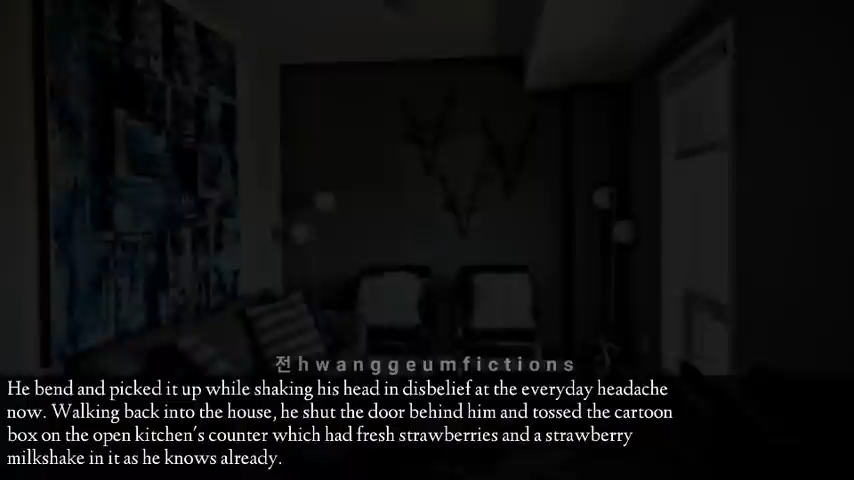 전hwanggeumfictions
He bend and picked it up while shaking his head in disbelief at the everyday headache
now. Walking back into the house, he shut the door behind him and tossed the cartoon
box on the open kitchen's counter which had fresh strawberries and a strawberry
milkshake in it as he knows already.